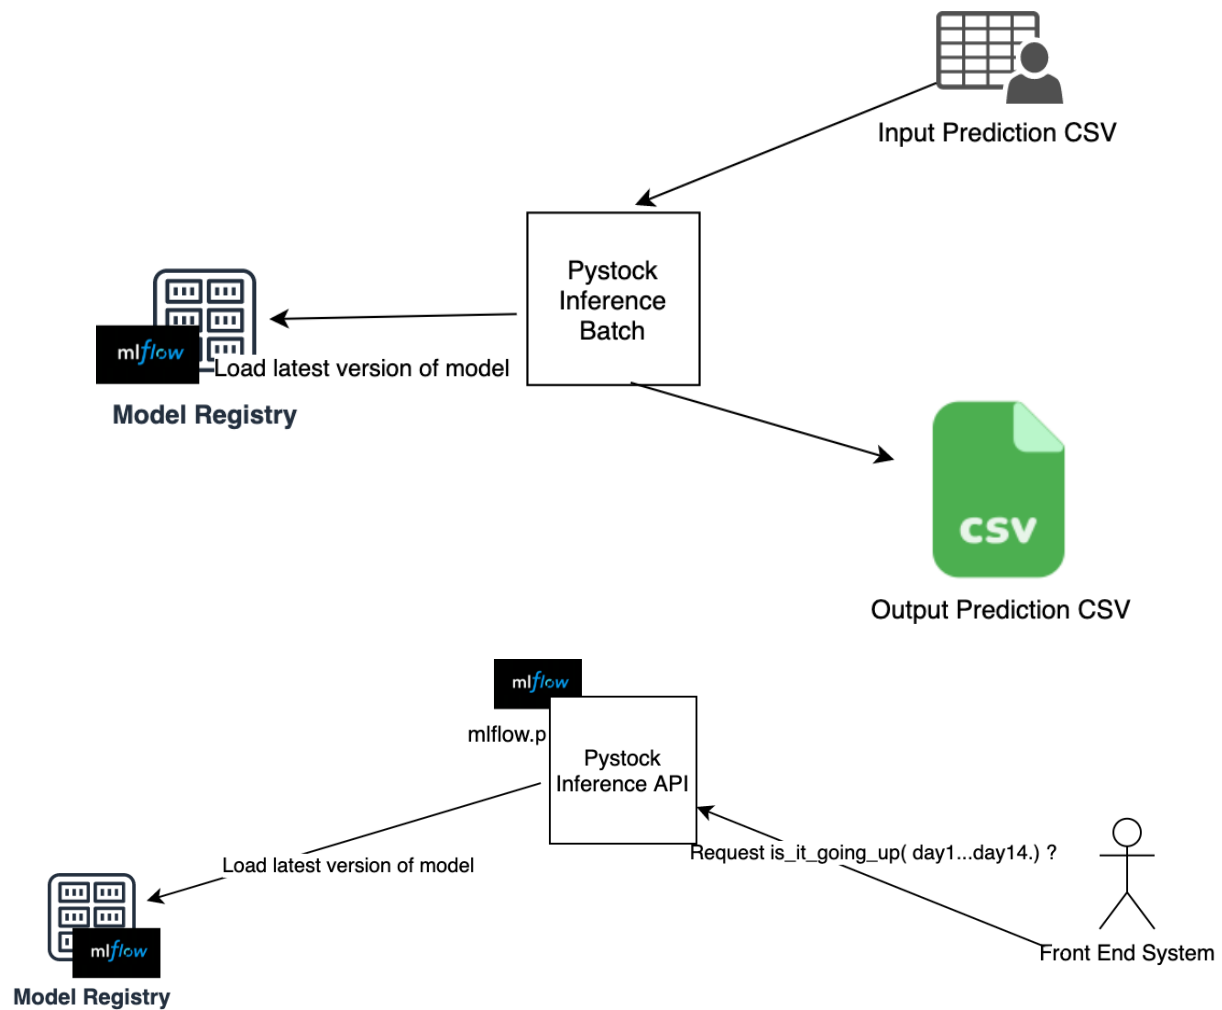 Input Prediction CSV
Pystock
Inference
Batch
mlflow
Load latest version of model
Model Registry
CSV
Output Prediction CSV
mlflow
mlflow.p
Pystock
Inference API
Request is_it_going_up( day1...day14.) ?
Load latest version of model
mlflow
Front End System
Model Registry